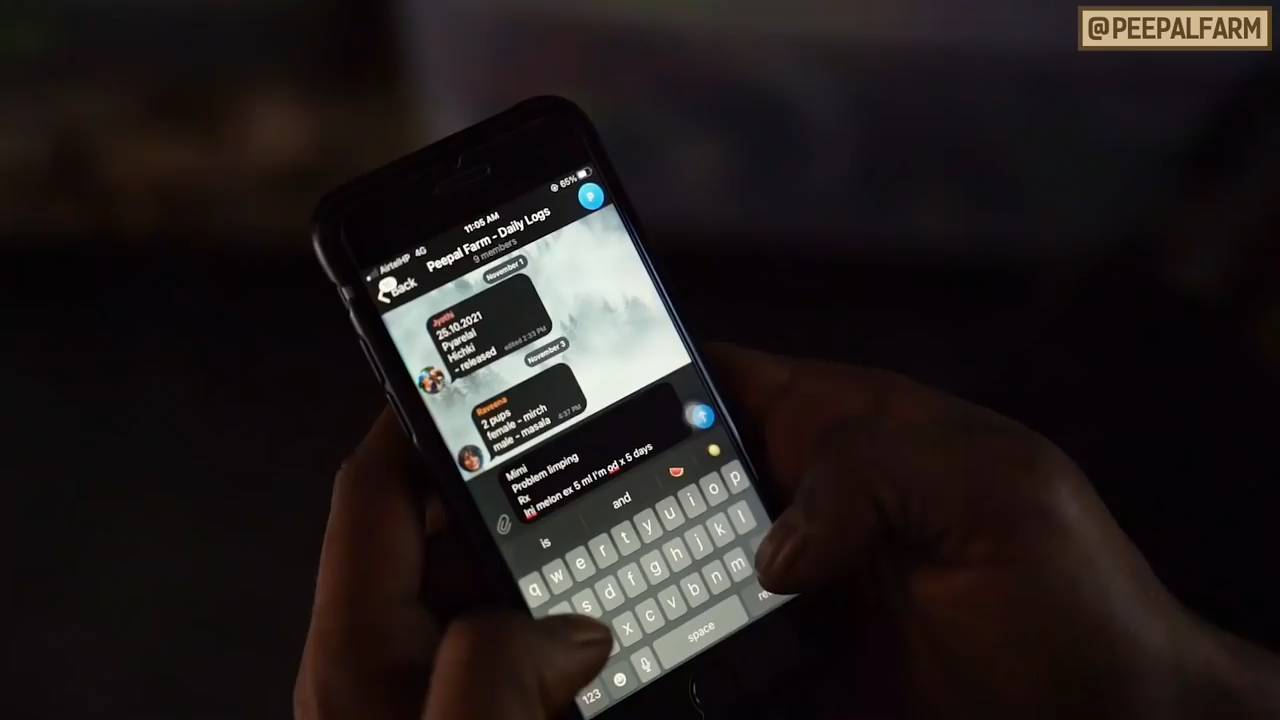 @PEEPALFARM
AirtelHP 4G
11:05 AM
65%
Back
Peepal Farm - Daily Logs
9 members
P
November 1
Jyothi
25.10.2021
Pyarelal
Hichki
- released
edited 2:33 PM
November 3
Raveena
2 pups
female - mirch
male - masala
4:37 PM
Mimi
Problem limping
Rx
Inj melon ex 5 ml I'm od x 5 days
is
and
q w e r t y u i o p
s d f g h j k l
x c v b n m
123
space